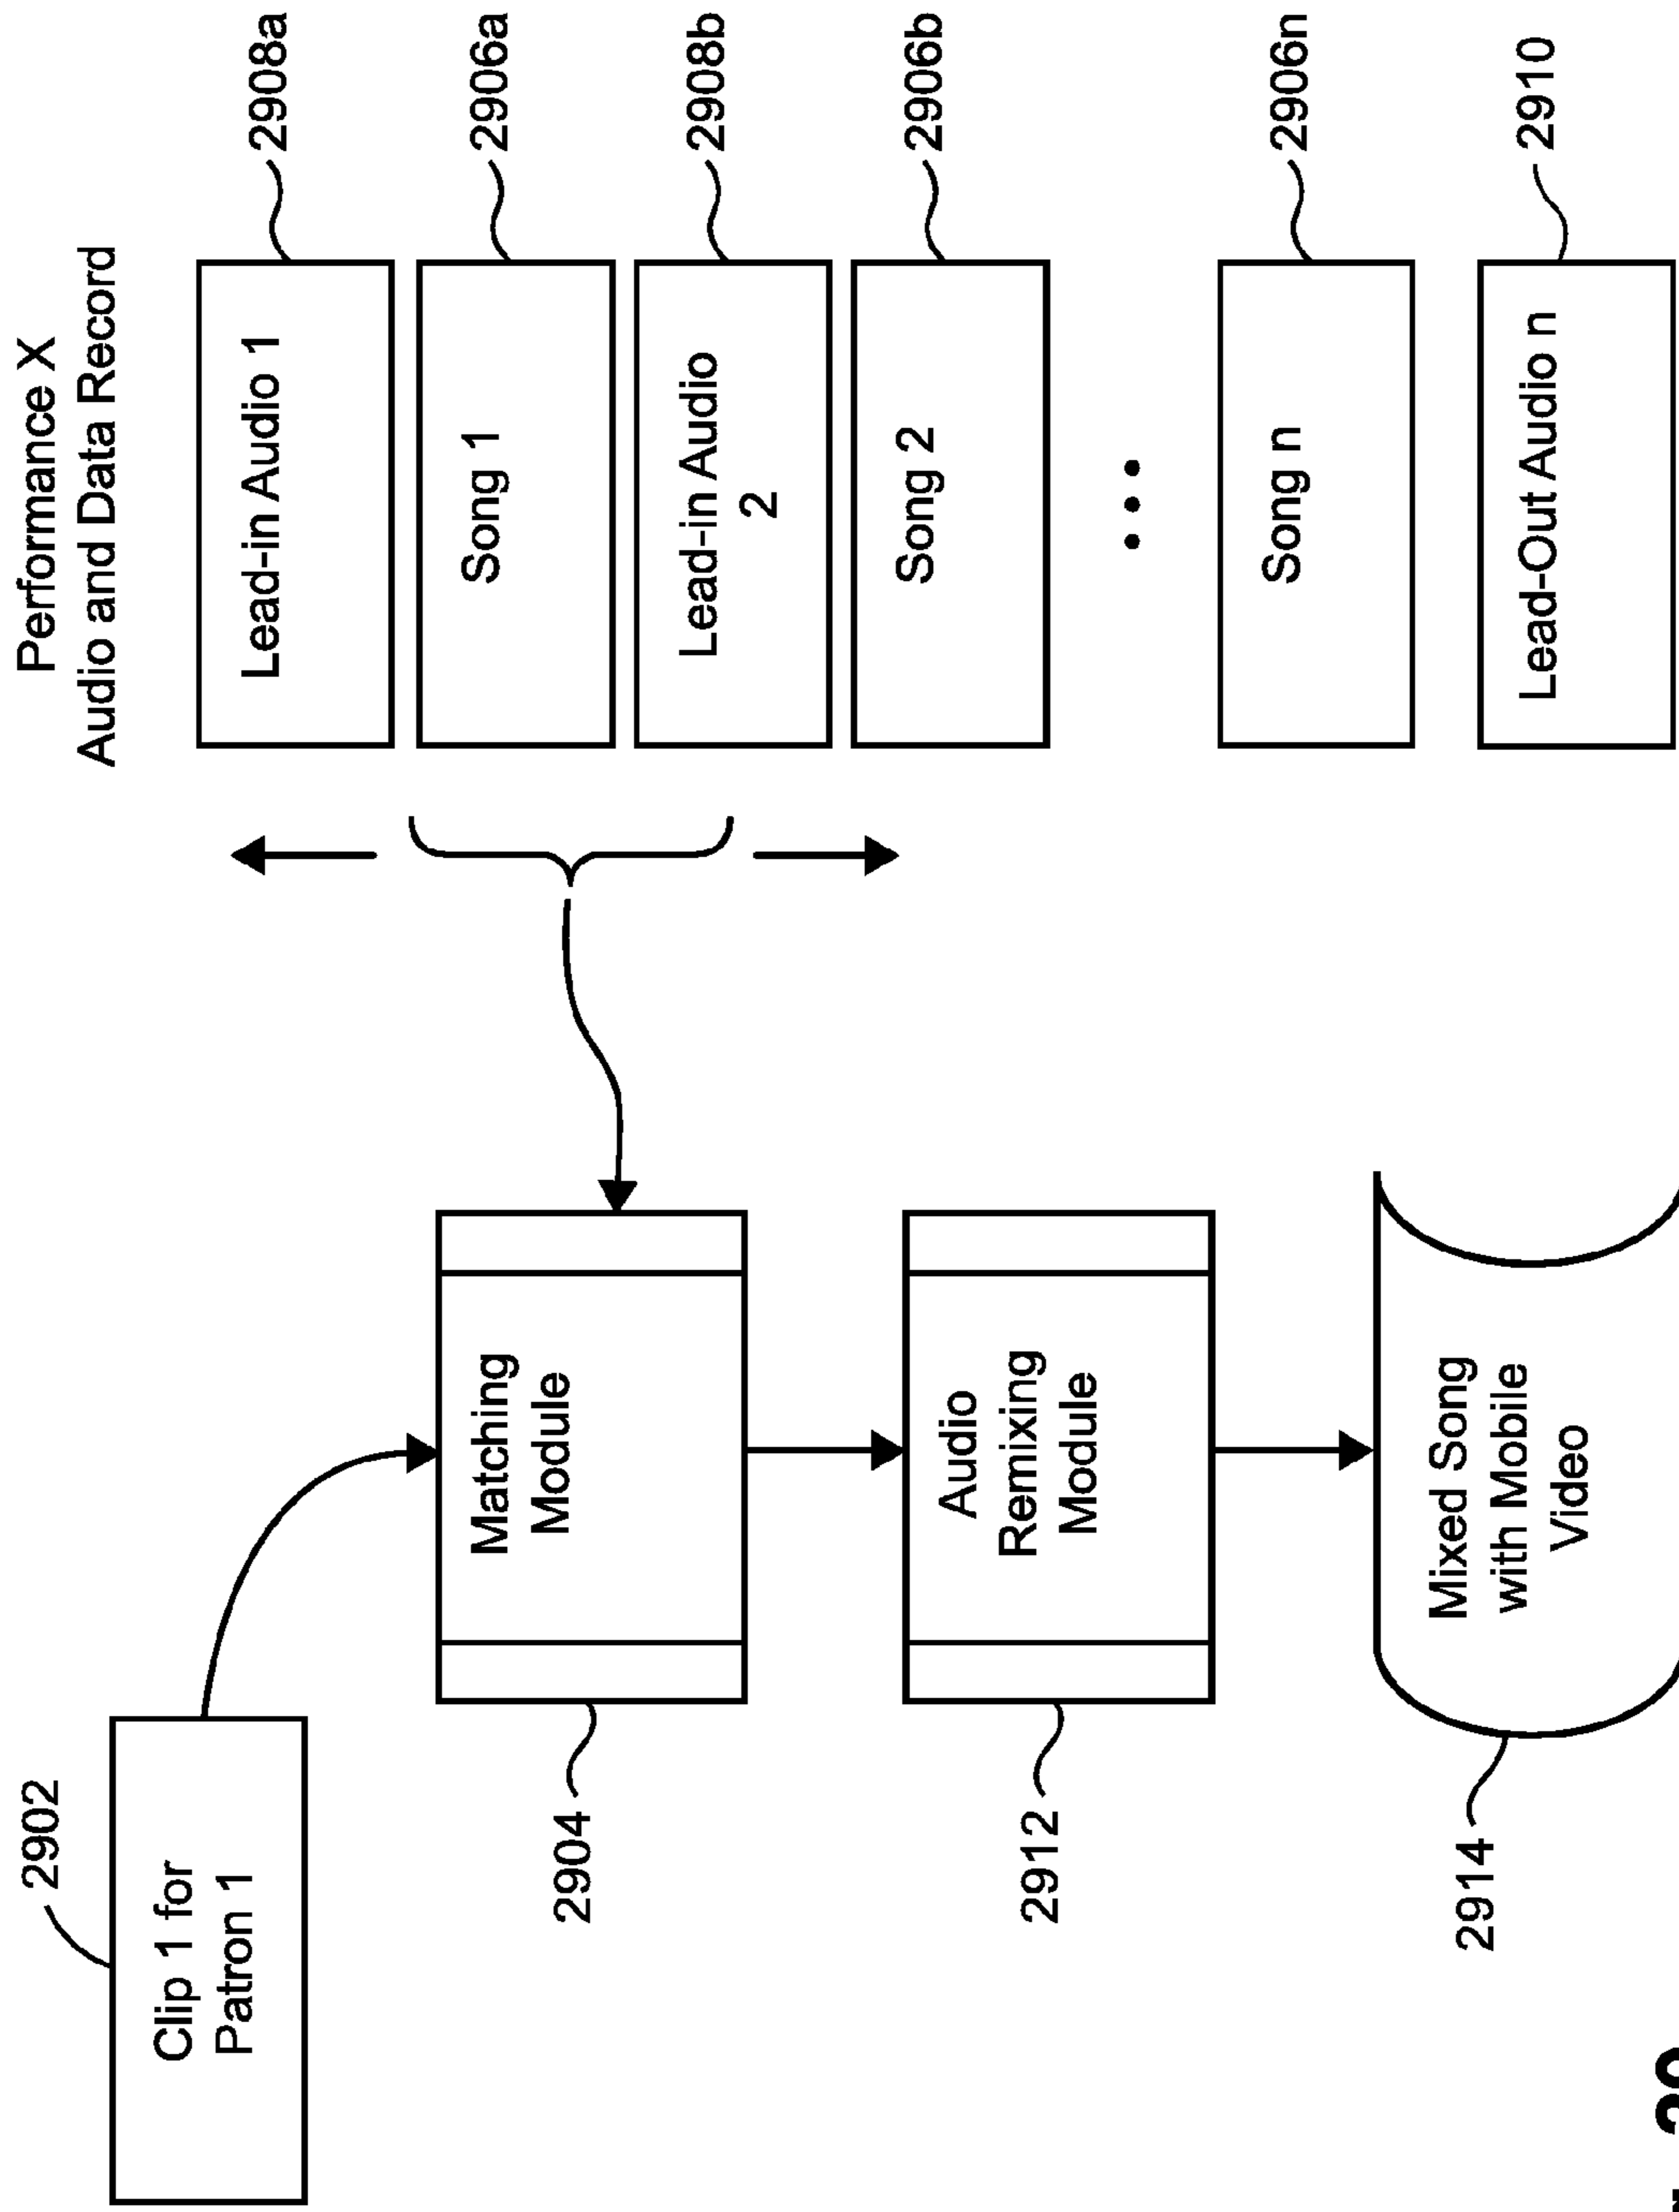 2902
Clip 1 for
Patron 1
Matching
Module
2904
Audio
Remixing
Module
2912
Mixed Song
with Mobile
Video
2914
Performance X
Audio and Data Record
Lead-in Audio 1
2908a
Song 1
2906a
Lead-in Audio
2
2908b
Song 2
2906b
Song n
2906n
Lead-Out Audio n
2910